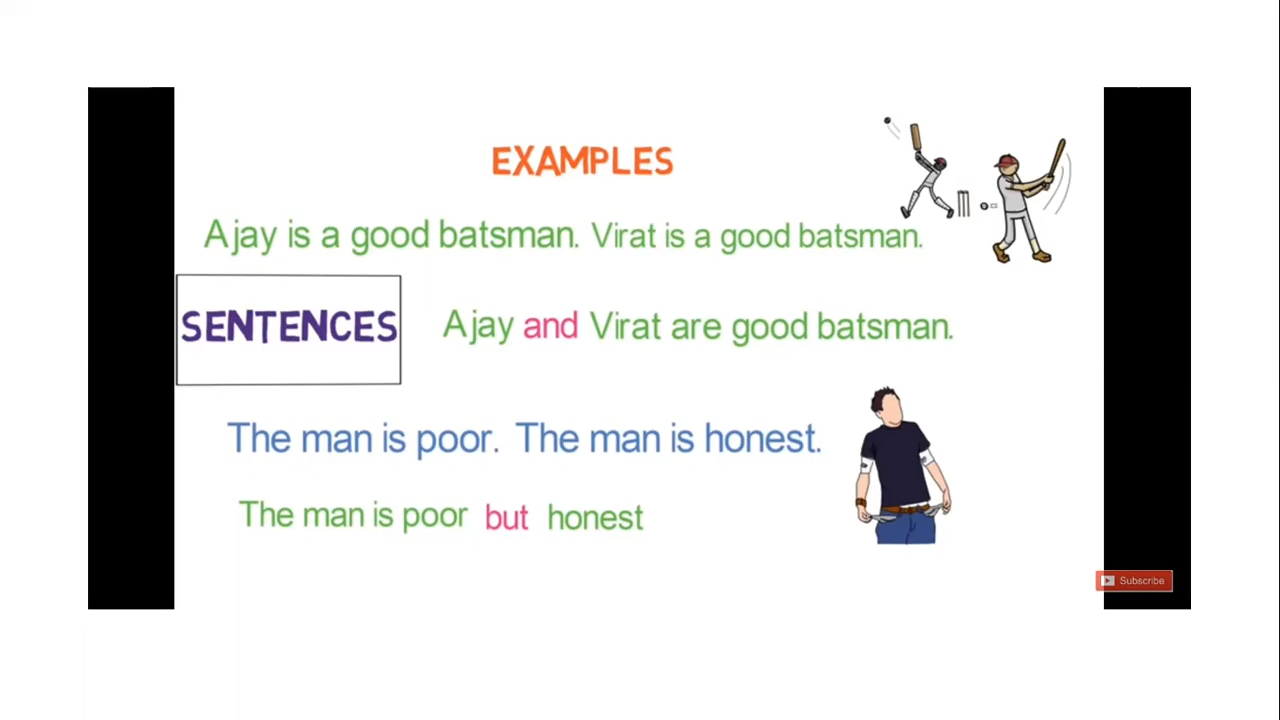 EXAMPLES
Ajay is a good batsman. Virat is a good batsman.
SENTENCES
Ajay and Virat are good batsman.
The man is poor. The man is honest.
The man is poor but honest
Subscribe